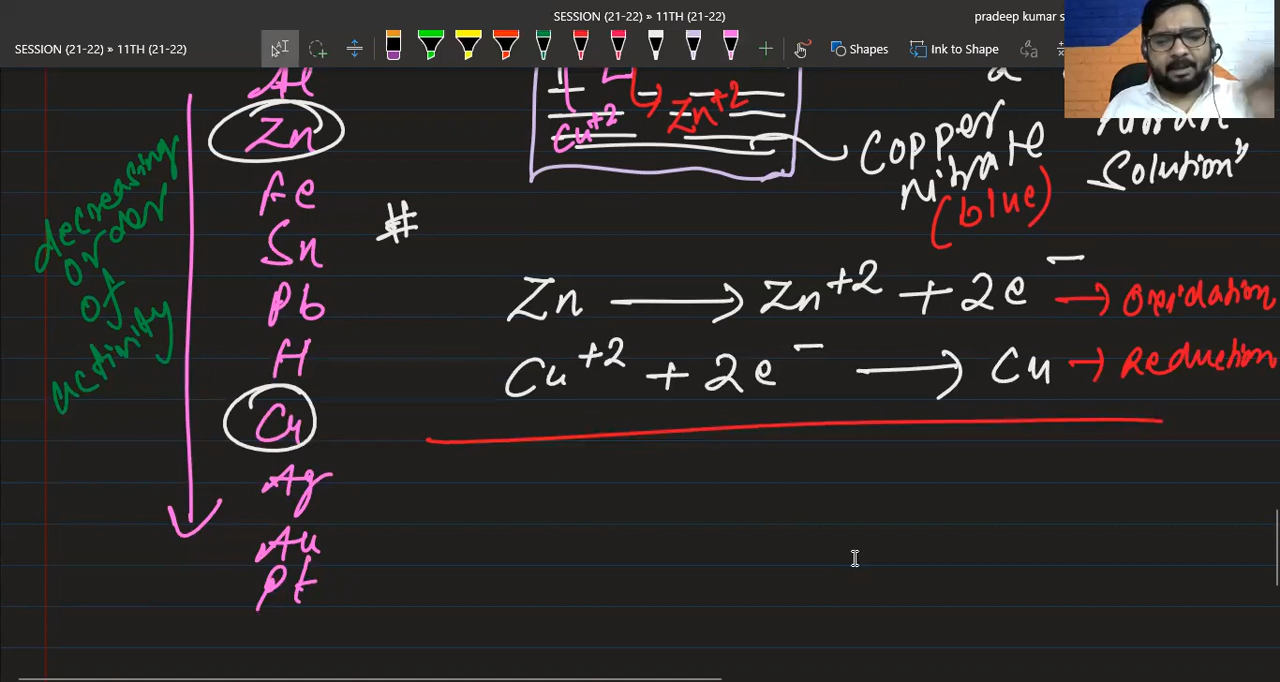 SESSION (21-22) » 11TH (21-22)
pradeep kumar s
SESSION (21-22) » 11TH (21-22)
Shapes
Ink to Shape
Al
Zn
Fe
Sn
Pb
H
Cu
Ag
Au
Pt
decreasing
order
of
activity
Cu+2
Zn+2
Copper
nitrate
(blue)
Solution"
#
Zn → Zn+2 + 2e− → Oxidation
Cu+2 + 2e− → Cu → Reduction